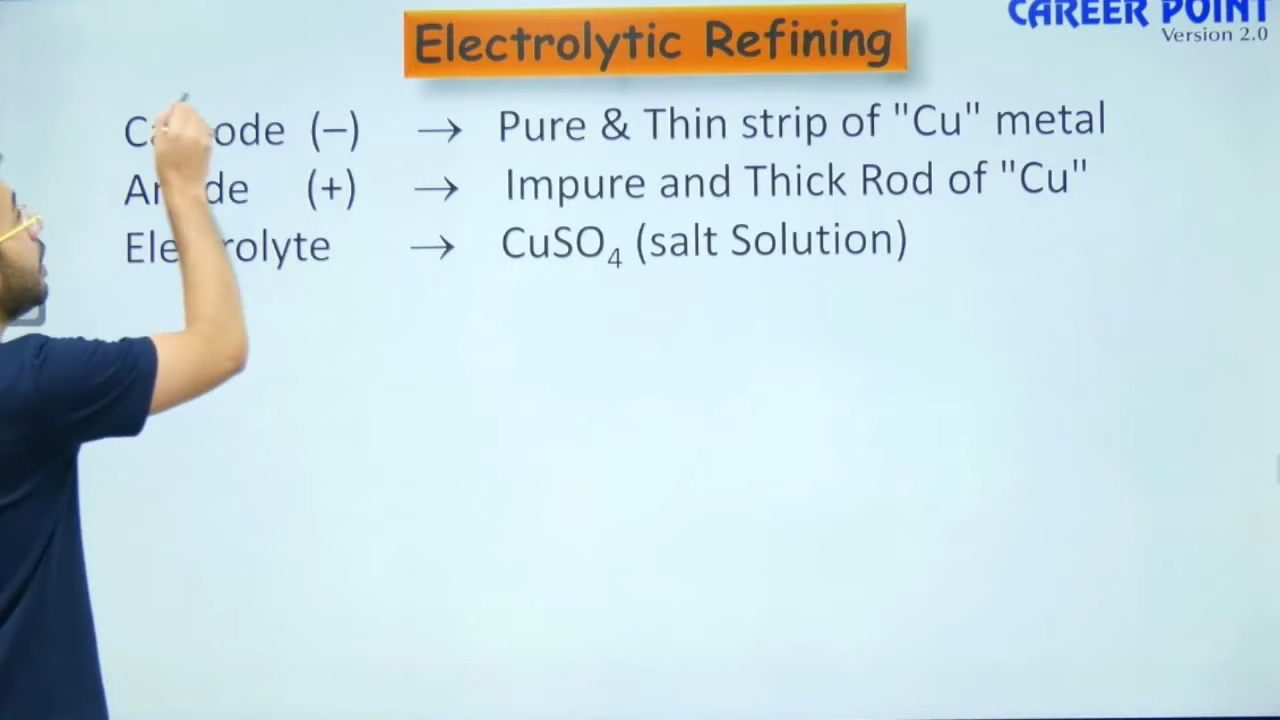 CAREER POINT
Version 2.0
Electrolytic Refining
(–) → Pure & Thin strip of "Cu" metal
(+) → Impure and Thick Rod of "Cu"
Electrolyte → CuSO₄ (salt Solution)